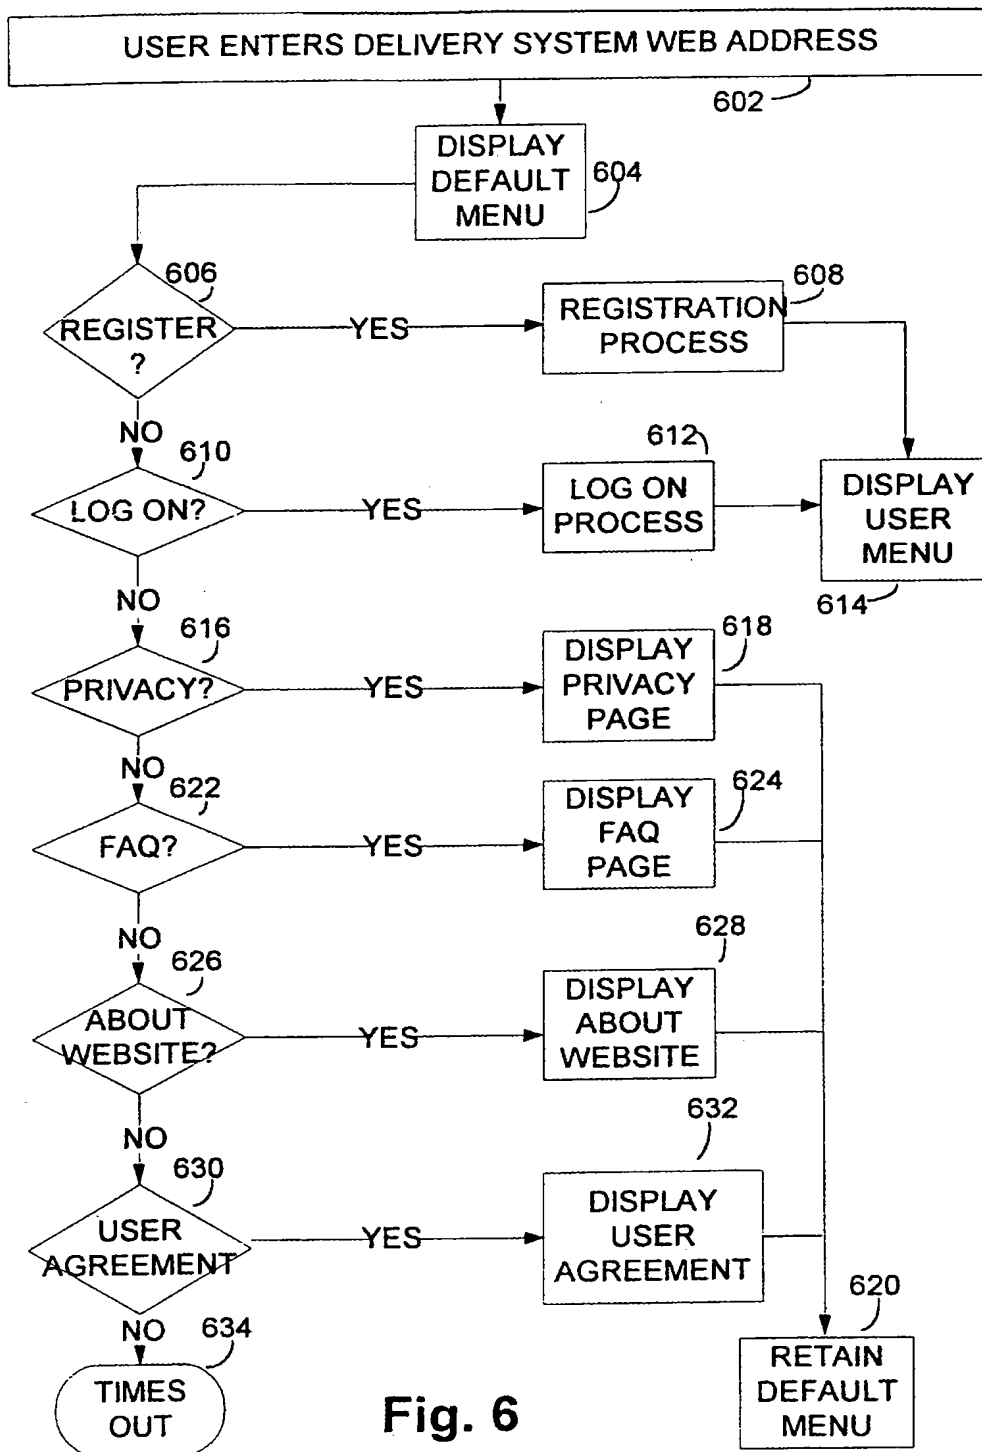 USER ENTERS DELIVERY SYSTEM WEB ADDRESS
602
DISPLAY
DEFAULT
MENU
604
606
REGISTER
?
YES
608
REGISTRATION
PROCESS
NO
610
LOG ON?
YES
612
LOG ON
PROCESS
DISPLAY
USER
MENU
614
NO
616
PRIVACY?
YES
618
DISPLAY
PRIVACY
PAGE
NO
622
FAQ?
YES
624
DISPLAY
FAQ
PAGE
NO
626
ABOUT
WEBSITE?
YES
628
DISPLAY
ABOUT
WEBSITE
NO
630
USER
AGREEMENT
YES
632
DISPLAY
USER
AGREEMENT
NO
634
TIMES
OUT
620
RETAIN
DEFAULT
MENU
Fig. 6